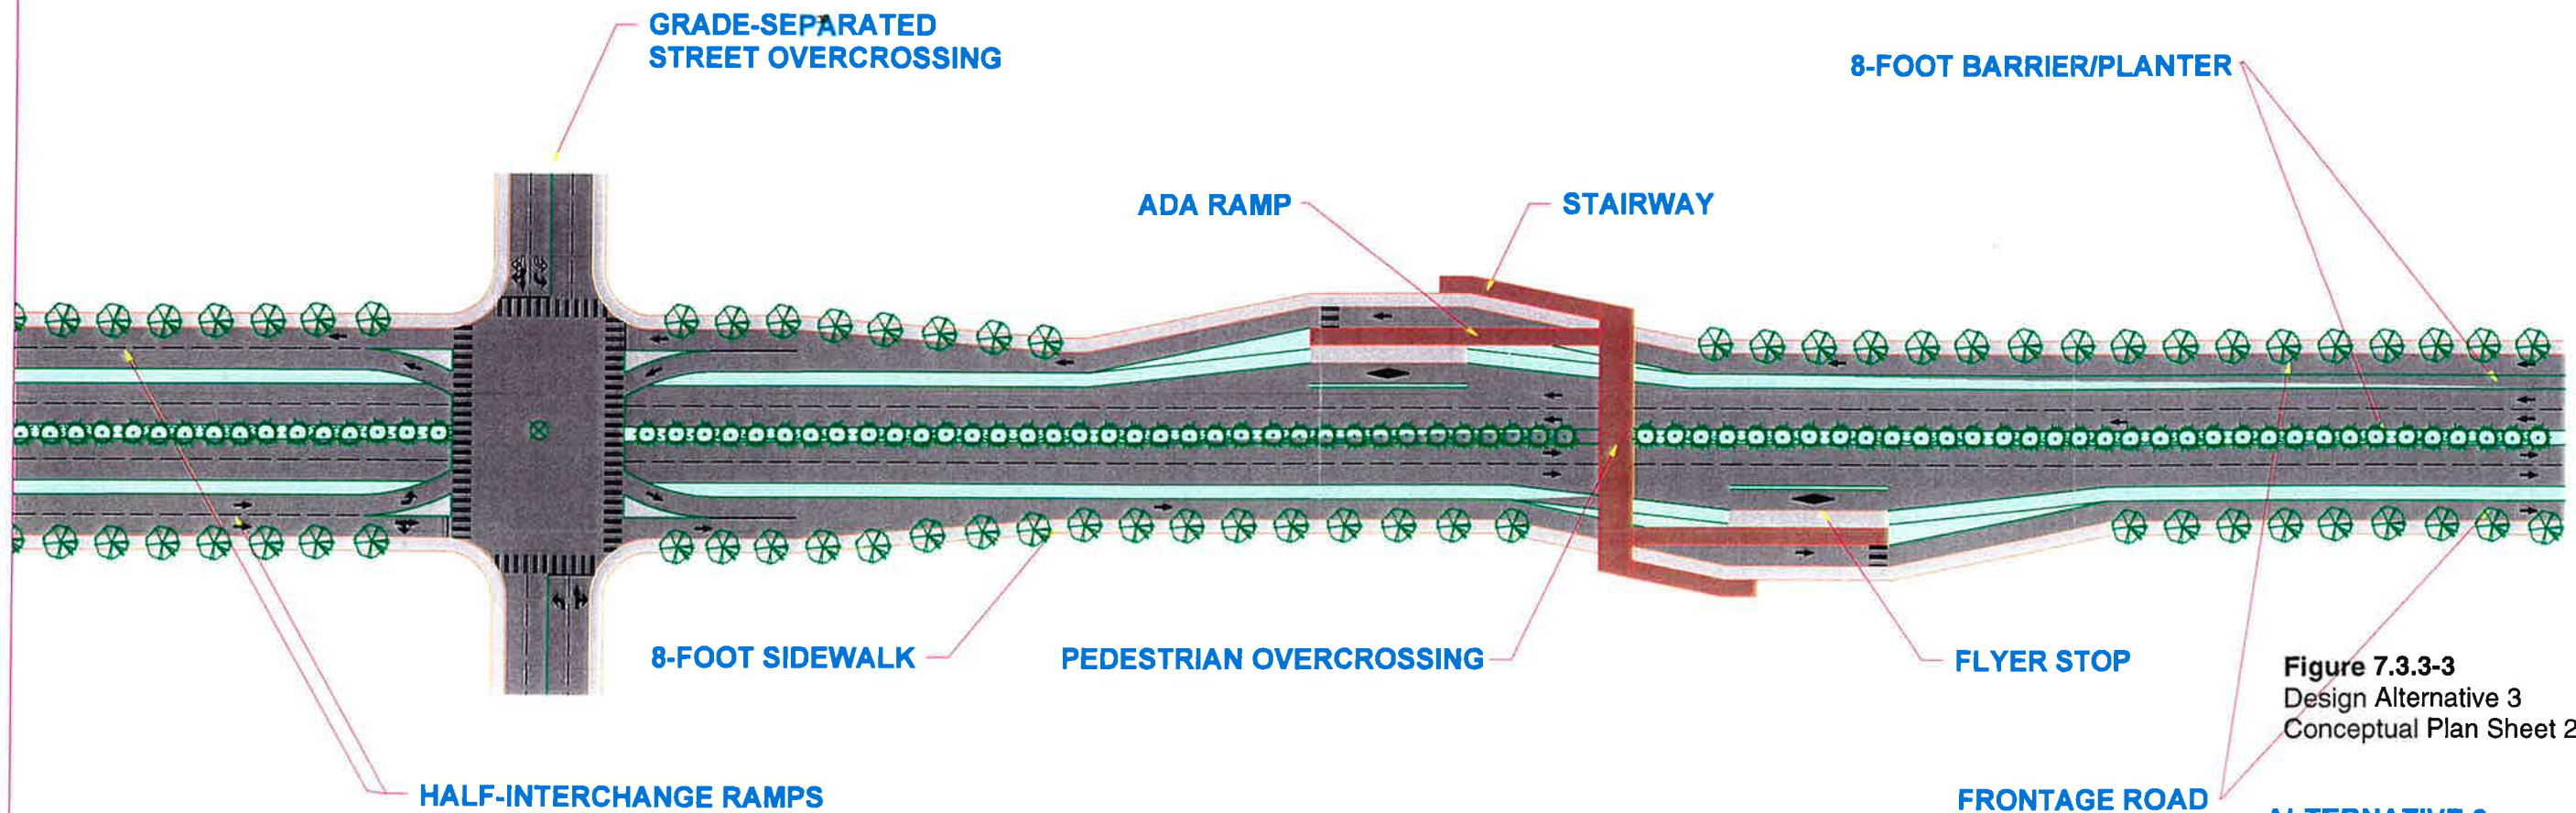 GRADE-SEPARATED
STREET OVERCROSSING
8-FOOT BARRIER/PLANTER
ADA RAMP
STAIRWAY
8-FOOT SIDEWALK
PEDESTRIAN OVERCROSSING
FLYER STOP
Figure 7.3.3-3
Design Alternative 3
Conceptual Plan Sheet 2
HALF-INTERCHANGE RAMPS
FRONTAGE ROAD